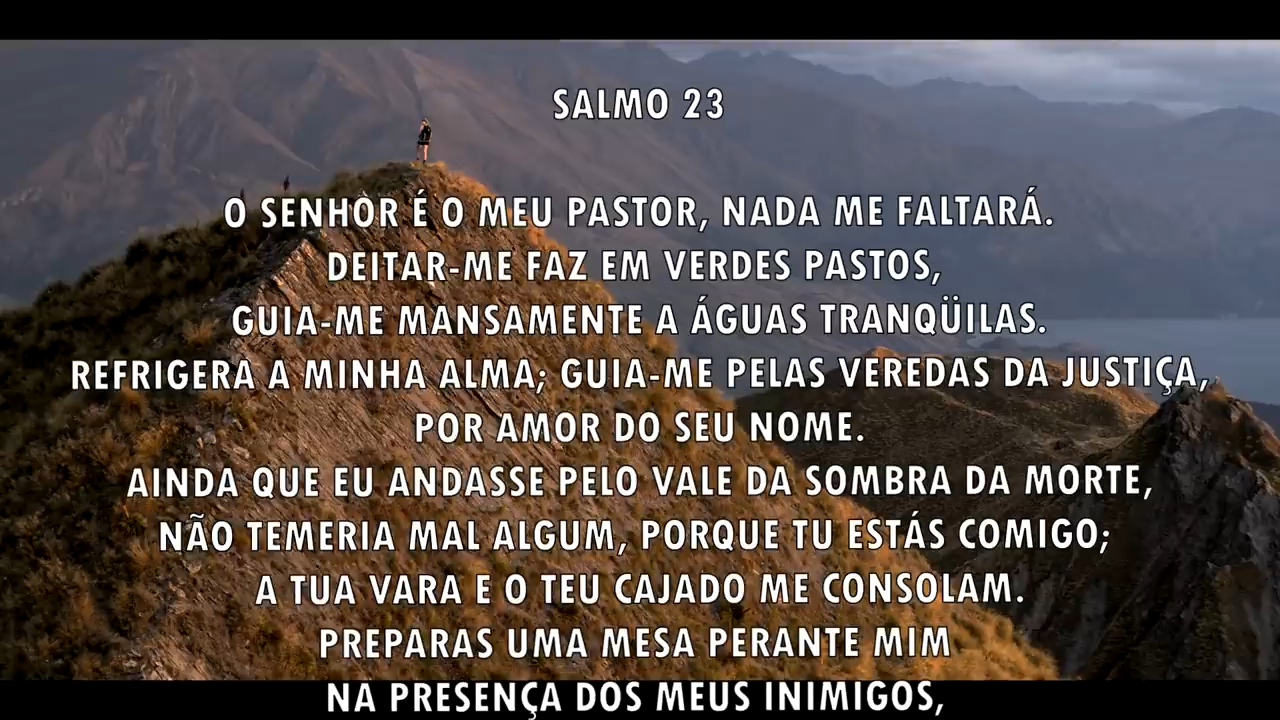 SALMO 23
O SENHOR É O MEU PASTOR, NADA ME FALTARÁ.
DEITAR-ME FAZ EM VERDES PASTOS,
GUIA-ME MANSAMENTE A ÁGUAS TRANQÜILAS.
REFRIGERA A MINHA ALMA; GUIA-ME PELAS VEREDAS DA JUSTIÇA,
POR AMOR DO SEU NOME.
AINDA QUE EU ANDASSE PELO VALE DA SOMBRA DA MORTE,
NÃO TEMERIA MAL ALGUM, PORQUE TU ESTÁS COMIGO;
A TUA VARA E O TEU CAJADO ME CONSOLAM.
PREPARAS UMA MESA PERANTE MIM
NA PRESENÇA DOS MEUS INIMIGOS,